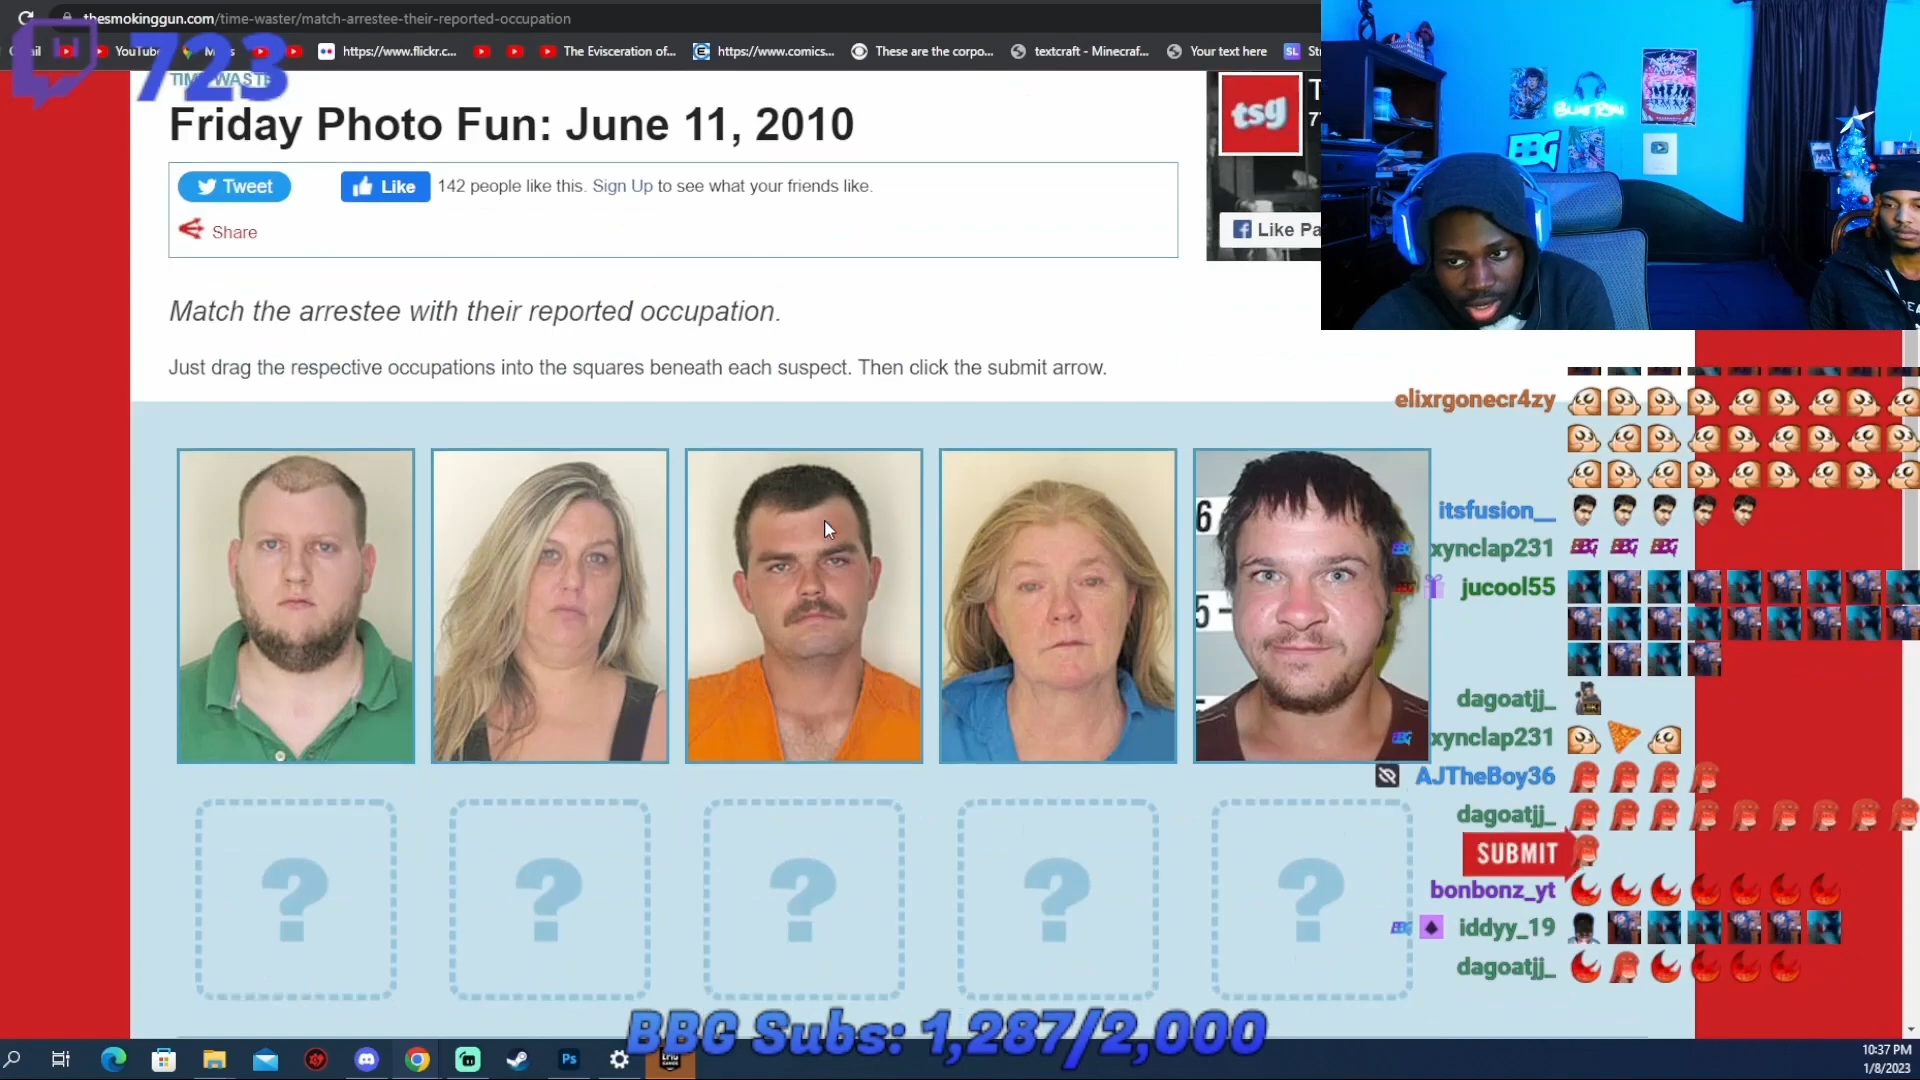 thesmokinggun.com/time-waster/match-arrestee-their-reported-occupation
YouTube
https://www.flickr.c...
The Evisceration of...
https://www.comics...
These are the corpo...
textcraft - Minecraf...
Your text here
SL
723
Friday Photo Fun: June 11, 2010
tsg
Tweet
Like
142 people like this. Sign Up to see what your friends like.
Share
Like Pa
BBG
Match the arrestee with their reported occupation.
Just drag the respective occupations into the squares beneath each suspect. Then click the submit arrow.
elixrgonecr4zy
itsfusion__
xynclap231
jucool55
dagoatjj_
xynclap231
AJTheBoy36
dagoatjj_
SUBMIT
bonbonz_yt
iddyy_19
dagoatjj_
? ? ? ? ?
BBG Subs: 1,287/2,000
Ps
10:37 PM
1/8/2023